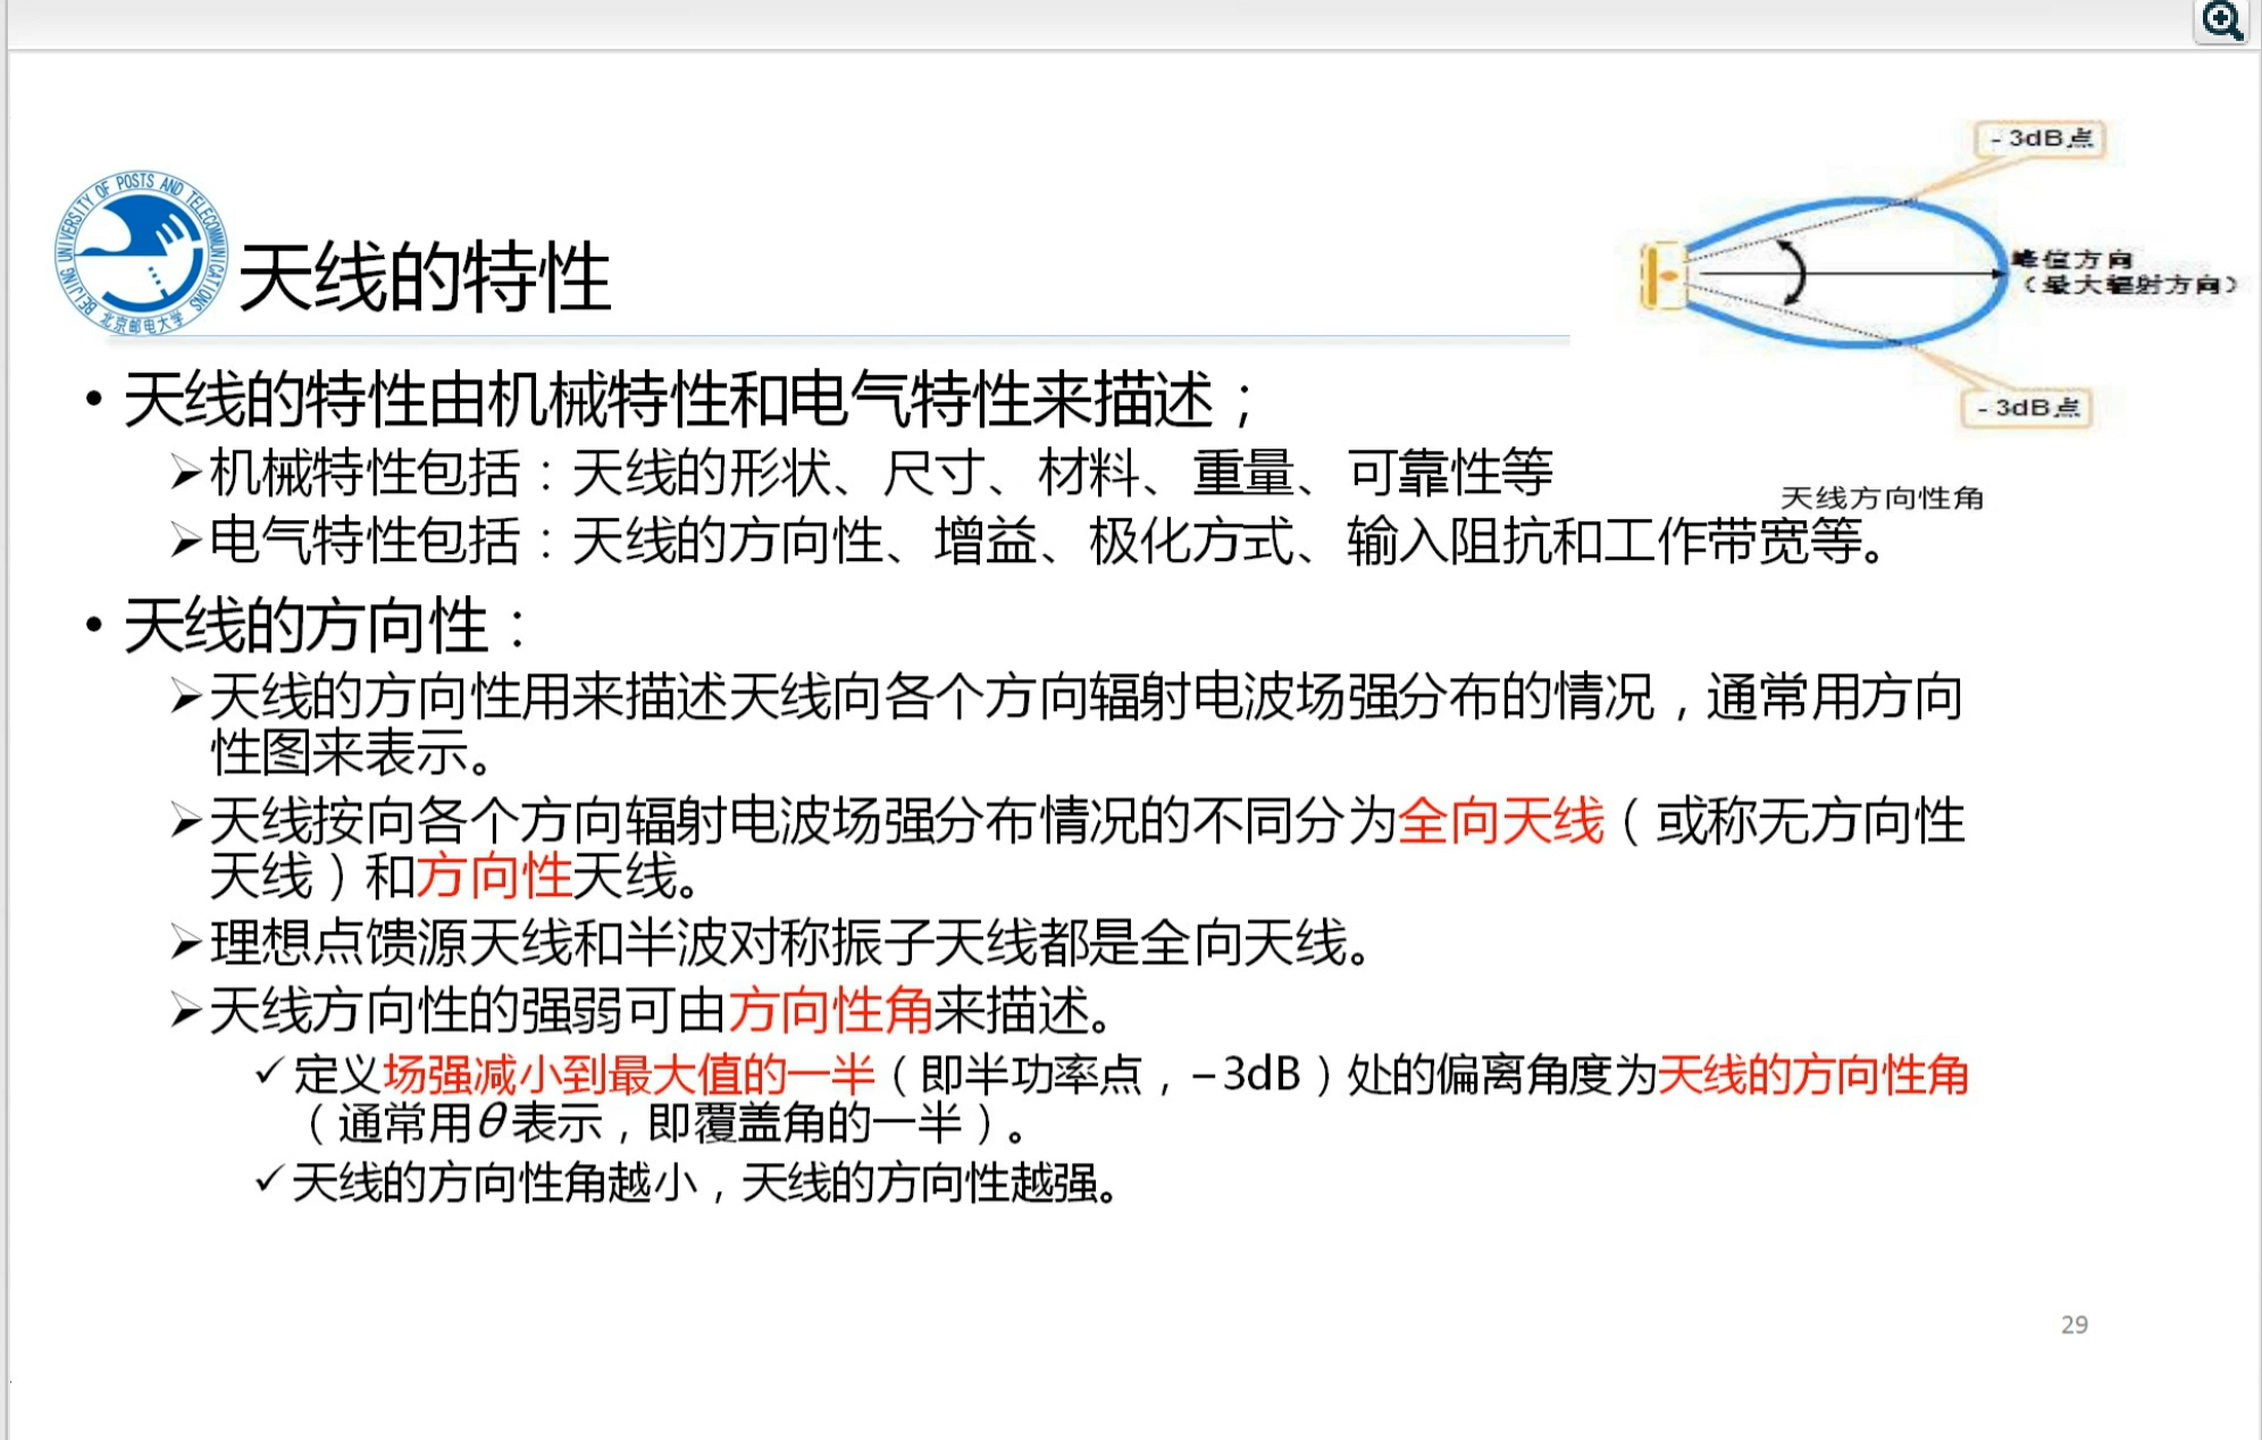 - 3dB点
BEIJING UNIVERSITY OF POSTS AND TELECOMMUNICATIONS
北京邮电大学
天线的特性
峰值方向
（最大辐射方向）
- 3dB点
天线方向性角
• 天线的特性由机械特性和电气特性来描述；
➢机械特性包括：天线的形状、尺寸、材料、重量、可靠性等
➢电气特性包括：天线的方向性、增益、极化方式、输入阻抗和工作带宽等。
• 天线的方向性：
➢天线的方向性用来描述天线向各个方向辐射电波场强分布的情况，通常用方向
性图来表示。
➢天线按向各个方向辐射电波场强分布情况的不同分为全向天线（或称无方向性
天线）和方向性天线。
➢理想点馈源天线和半波对称振子天线都是全向天线。
➢天线方向性的强弱可由方向性角来描述。
✓定义场强减小到最大值的一半（即半功率点，−3dB）处的偏离角度为天线的方向性角
（通常用θ表示，即覆盖角的一半）。
✓天线的方向性角越小，天线的方向性越强。
29